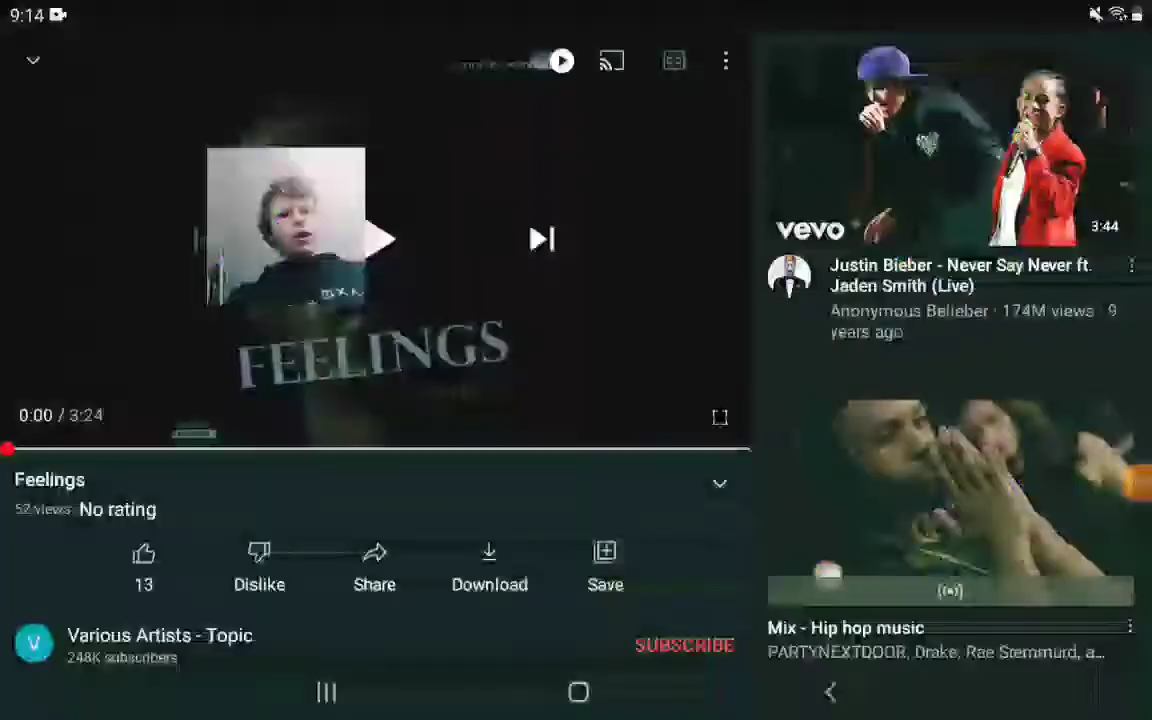 9:14
FEELINGS
0:00 / 3:24
Feelings
52 views No rating
13
Dislike
Share
Download
Save
V
Various Artists - Topic
248K subscribers
SUBSCRIBE
vevo
3:44
Justin Bieber - Never Say Never ft.
Jaden Smith (Live)
Anonymous Belieber · 174M views · 9
years ago
Mix - Hip hop music
PARTYNEXTDOOR, Drake, Rae Stemmurd, a...